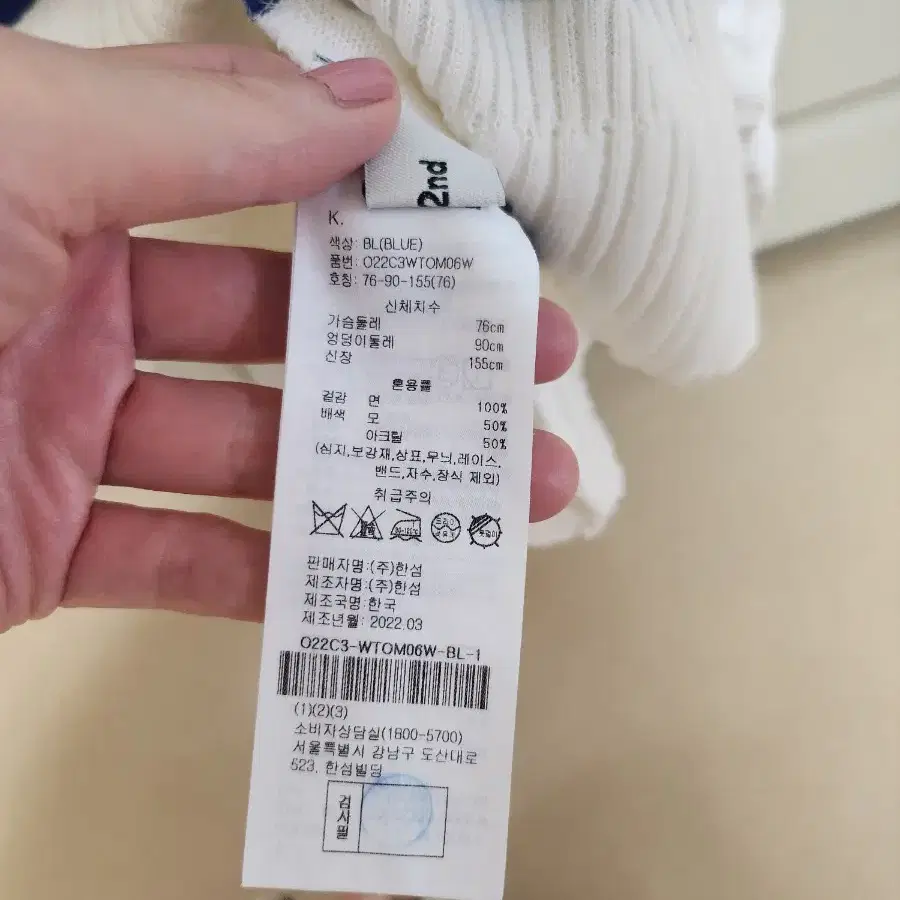 2nd
K.
색상: BL(BLUE)
품번: O22C3WTOM06W
호칭: 76-90-155(76)
신체치수
가슴둘레 76cm
엉덩이둘레 90cm
신장 155cm
혼용률
겉감 면 100%
배색 모 50%
아크릴 50%
(심지,보강재,상표,무늬,레이스,
밴드,자수,장식 제외)
취급주의
판매자명:(주)한섬
제조자명:(주)한섬
제조국명:한국
제조년월: 2022.03
O22C3-WTOM06W-BL-1
(1)(2)(3)
소비자상담실(1800-5700)
서울특별시 강남구 도산대로
523, 한섬빌딩
검사필